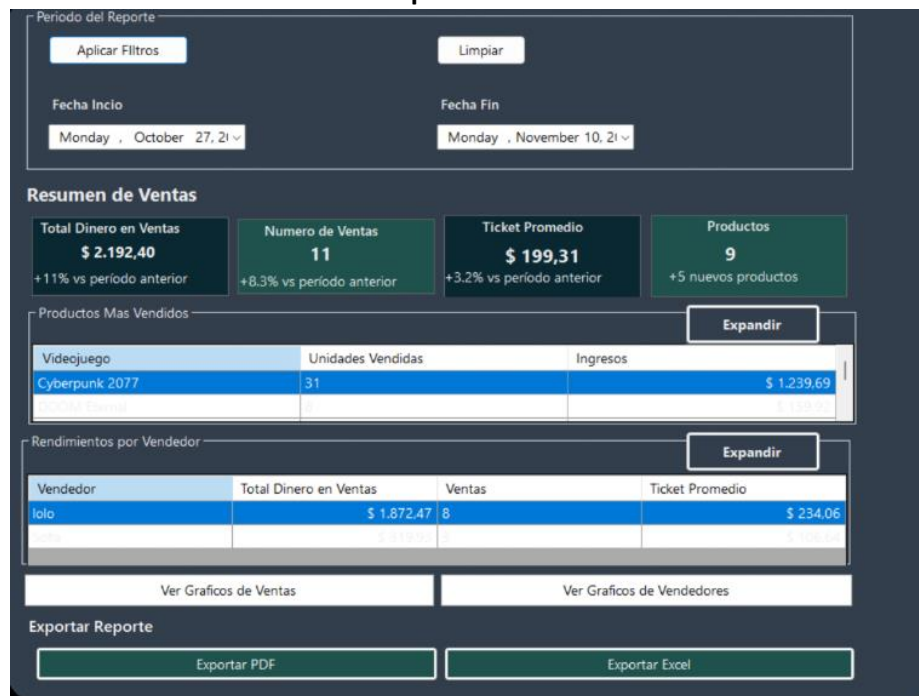 Periodo del Reporte
Aplicar FIltros Limpiar
Fecha Incio Fecha Fin
Monday , October 27, 2 Monday , November 10, 2
Resumen de Ventas
Total Dinero en Ventas Numero de Ventas Ticket Promedio Productos
$ 2.192,40 11 $ 199,31 9
+11% vs período anterior +8.3% vs período anterior +3.2% vs período anterior +5 nuevos productos
Productos Mas Vendidos Expandir
Videojuego Unidades Vendidas Ingresos
Cyberpunk 2077 31 $ 1.239,69
DOOM Eternal
Rendimientos por Vendedor Expandir
Vendedor Total Dinero en Ventas Ventas Ticket Promedio
lolo $ 1.872,47 8 $ 234,06
Ver Graficos de Ventas Ver Graficos de Vendedores
Exportar Reporte
Exportar PDF Exportar Excel